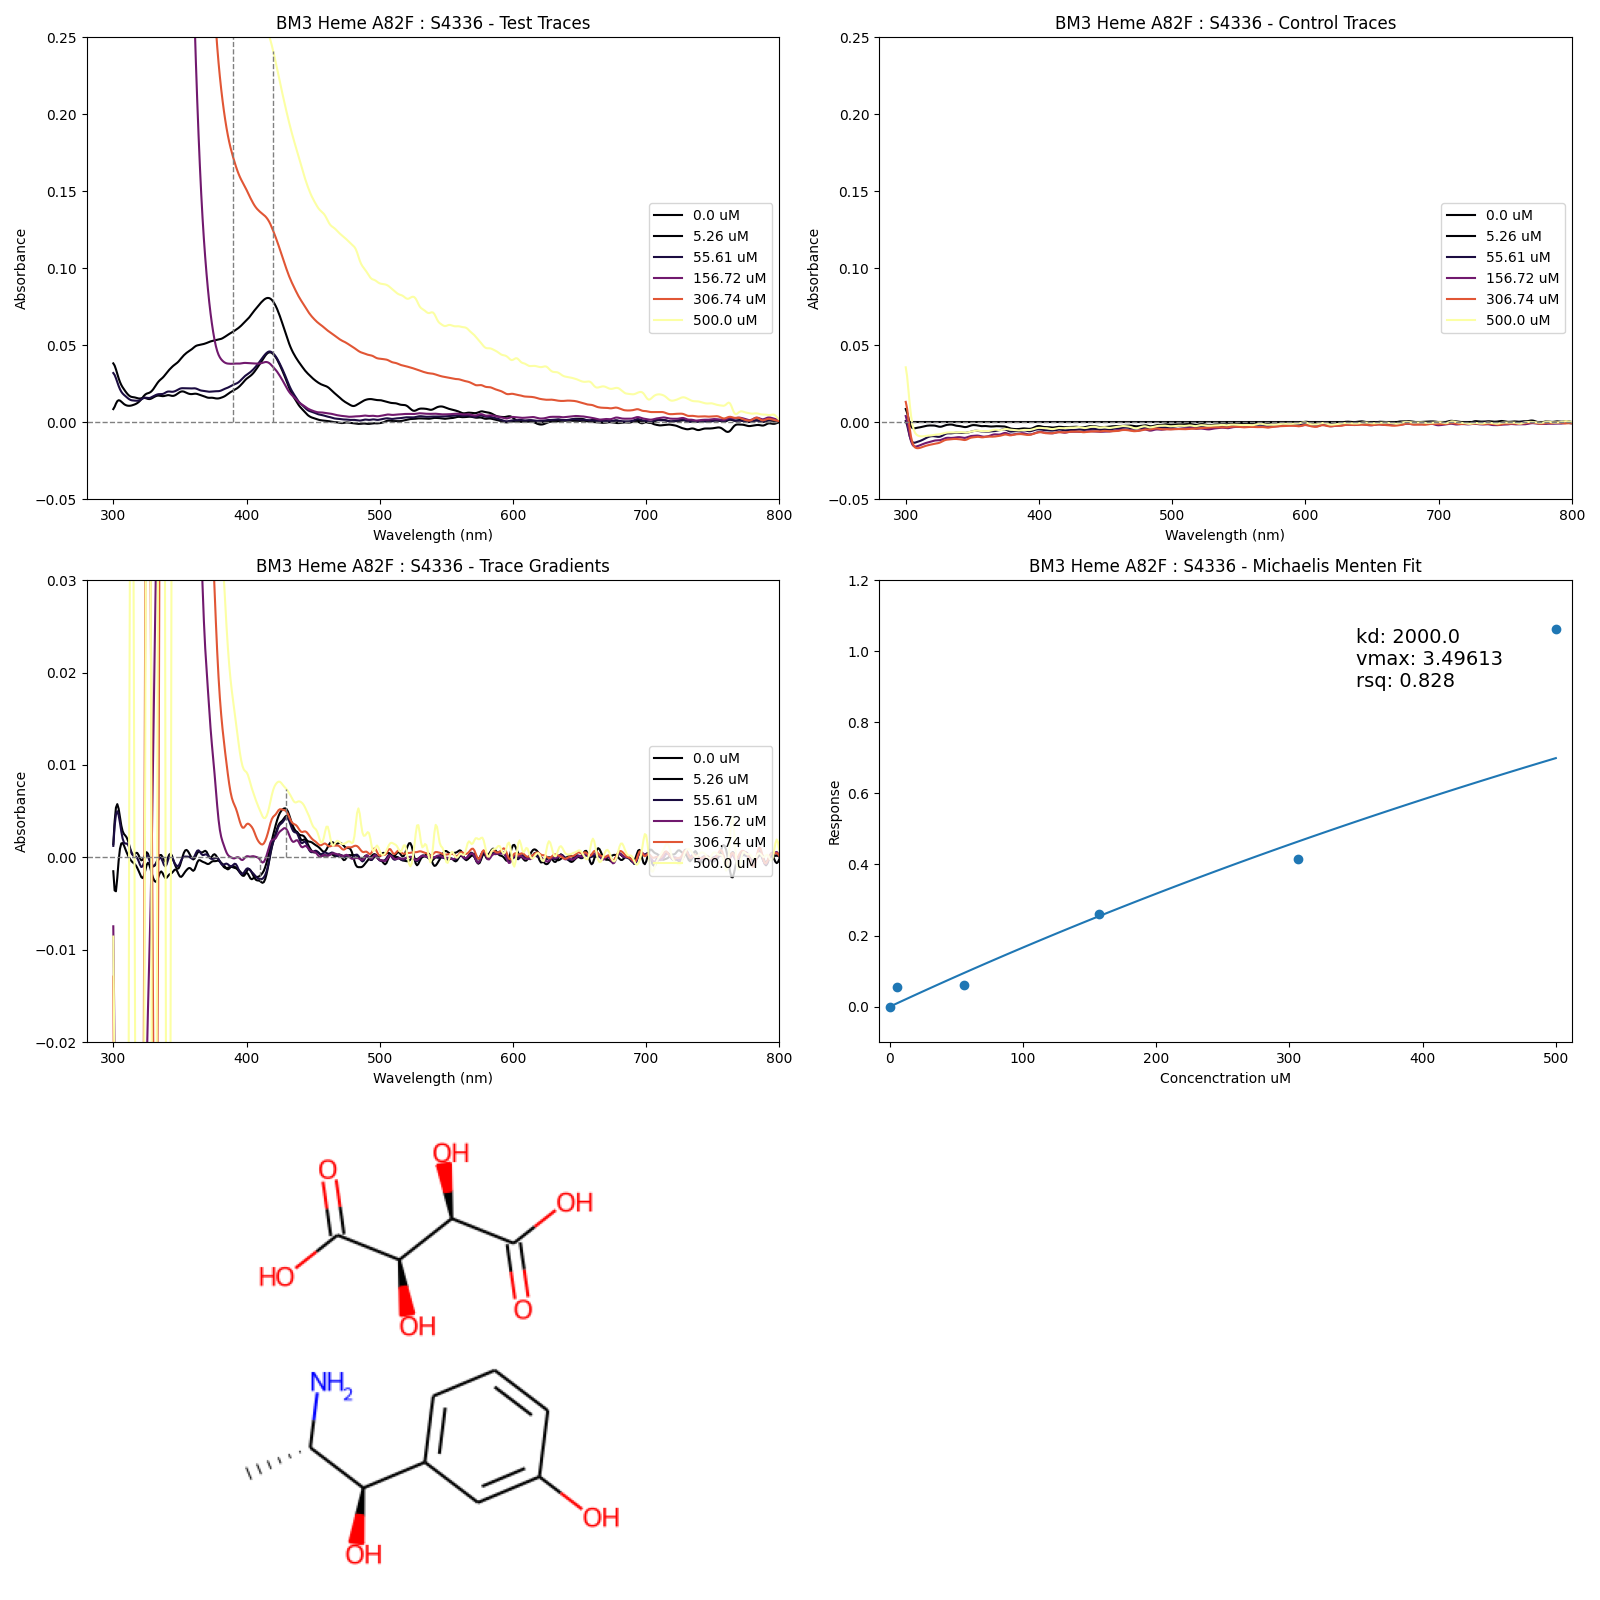 BM3 Heme A82F : S4336 - Test Traces
0.25
0.20
0.15
0.10
0.05
0.00
−0.05
Absorbance
300 400 500 600 700 800
Wavelength (nm)
0.0 uM
5.26 uM
55.61 uM
156.72 uM
306.74 uM
500.0 uM
BM3 Heme A82F : S4336 - Control Traces
0.25
0.20
0.15
0.10
0.05
0.00
−0.05
Absorbance
300 400 500 600 700 800
Wavelength (nm)
0.0 uM
5.26 uM
55.61 uM
156.72 uM
306.74 uM
500.0 uM
BM3 Heme A82F : S4336 - Trace Gradients
0.03
0.02
0.01
0.00
−0.01
−0.02
Absorbance
300 400 500 600 700 800
Wavelength (nm)
0.0 uM
5.26 uM
55.61 uM
156.72 uM
306.74 uM
500.0 uM
BM3 Heme A82F : S4336 - Michaelis Menten Fit
1.2
1.0
0.8
0.6
0.4
0.2
0.0
Response
kd: 2000.0
vmax: 3.49613
rsq: 0.828
0 100 200 300 400 500
Concenctration uM
OH
O
OH
HO
O
OH
NH2
OH
OH